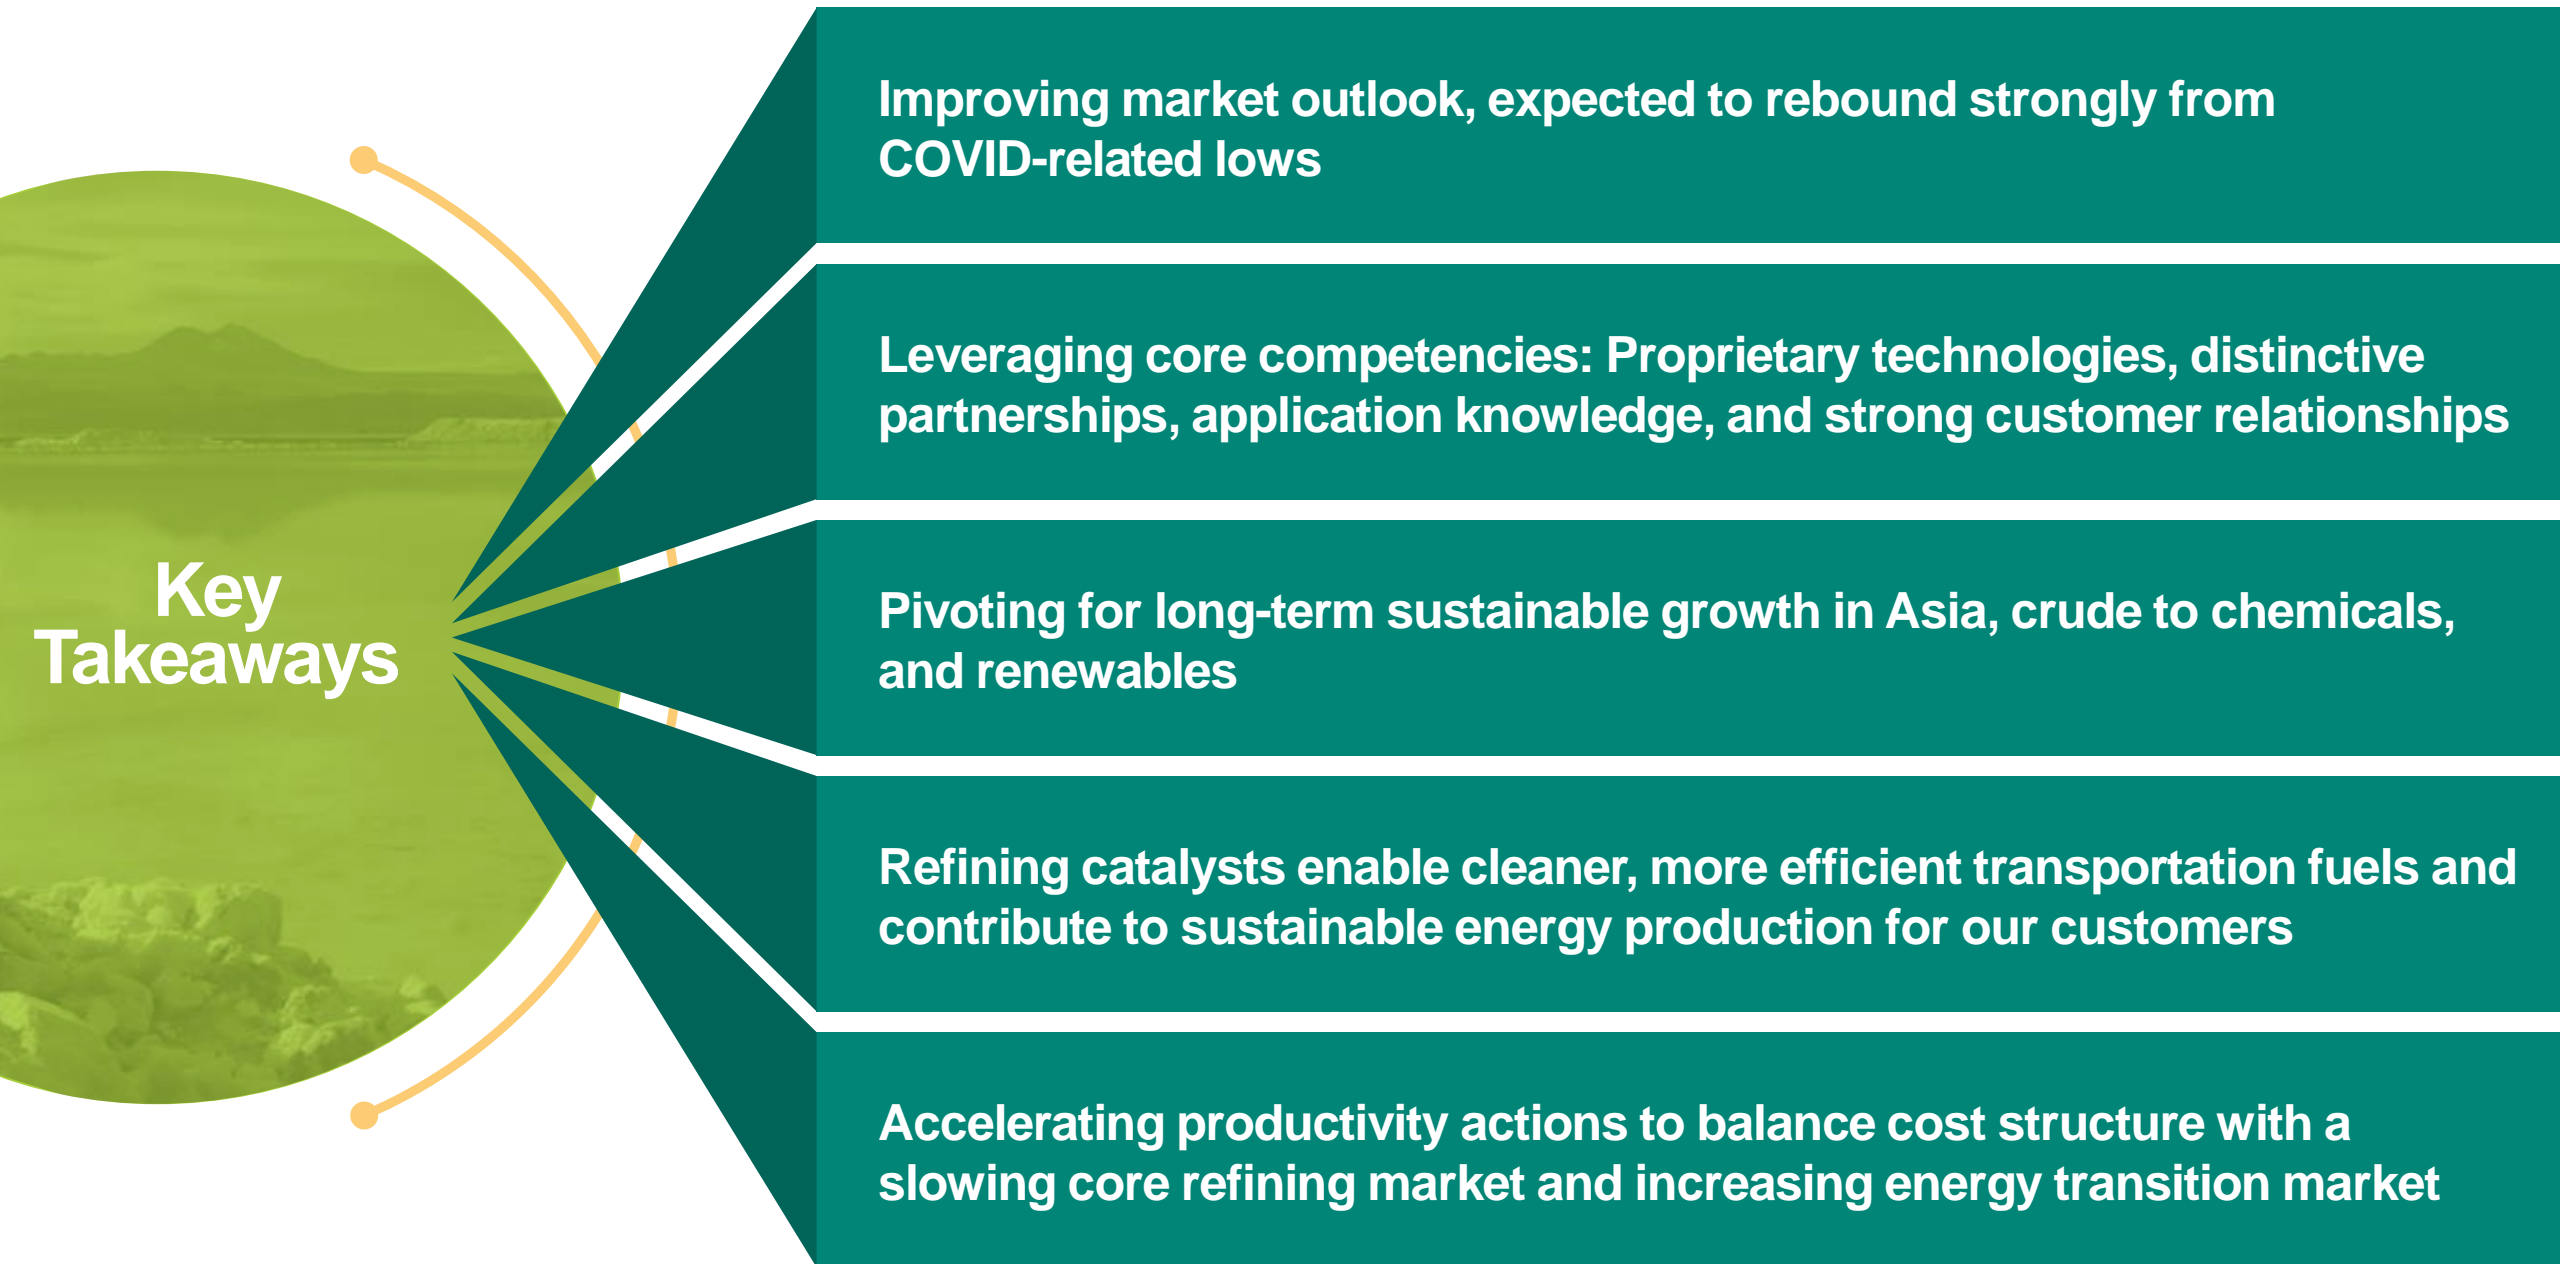 Key
Takeaways
Improving market outlook, expected to rebound strongly from
COVID-related lows
Leveraging core competencies: Proprietary technologies, distinctive
partnerships, application knowledge, and strong customer relationships
Pivoting for long-term sustainable growth in Asia, crude to chemicals,
and renewables
Refining catalysts enable cleaner, more efficient transportation fuels and
contribute to sustainable energy production for our customers
Accelerating productivity actions to balance cost structure with a
slowing core refining market and increasing energy transition market